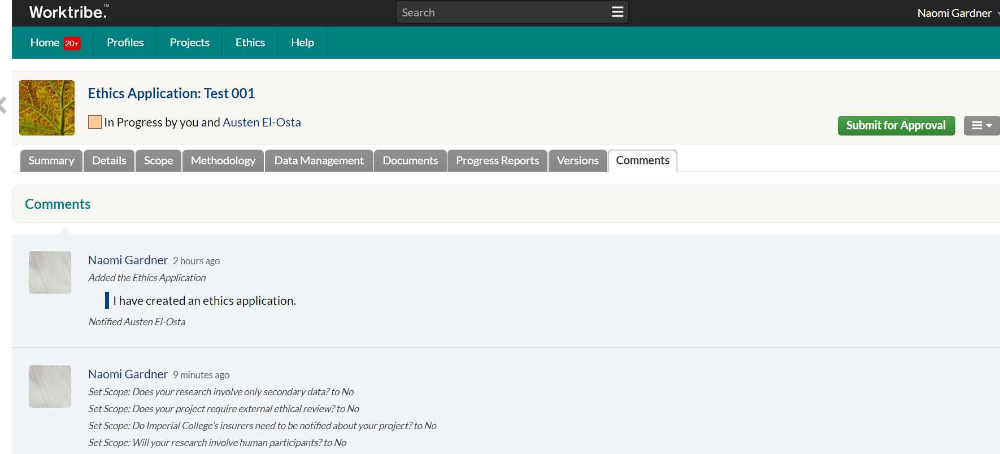 Worktribe.™
Search
Naomi Gardner
Home 20+ Profiles Projects Ethics Help
Ethics Application: Test 001
In Progress by you and Austen El-Osta
Submit for Approval
Summary Details Scope Methodology Data Management Documents Progress Reports Versions Comments
Comments
Naomi Gardner 2 hours ago
Added the Ethics Application
I have created an ethics application.
Notified Austen El-Osta
Naomi Gardner 9 minutes ago
Set Scope: Does your research involve only secondary data? to No
Set Scope: Does your project require external ethical review? to No
Set Scope: Do Imperial College’s insurers need to be notified about your project? to No
Set Scope: Will your research involve human participants? to No